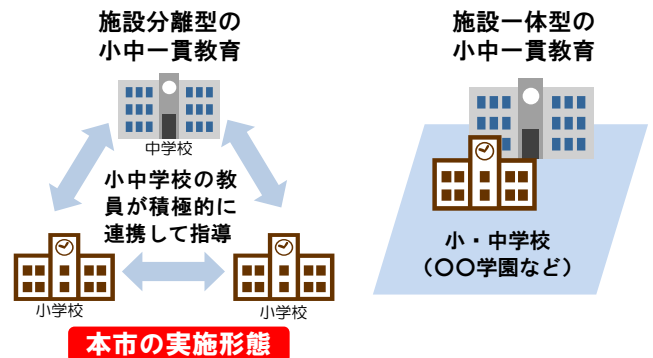 施設分離型の
小中一貫教育
中学校
小中学校の教
員が積極的に
連携して指導
小学校
小学校
本市の実施形態
施設一体型の
小中一貫教育
小・中学校
（〇〇学園など）